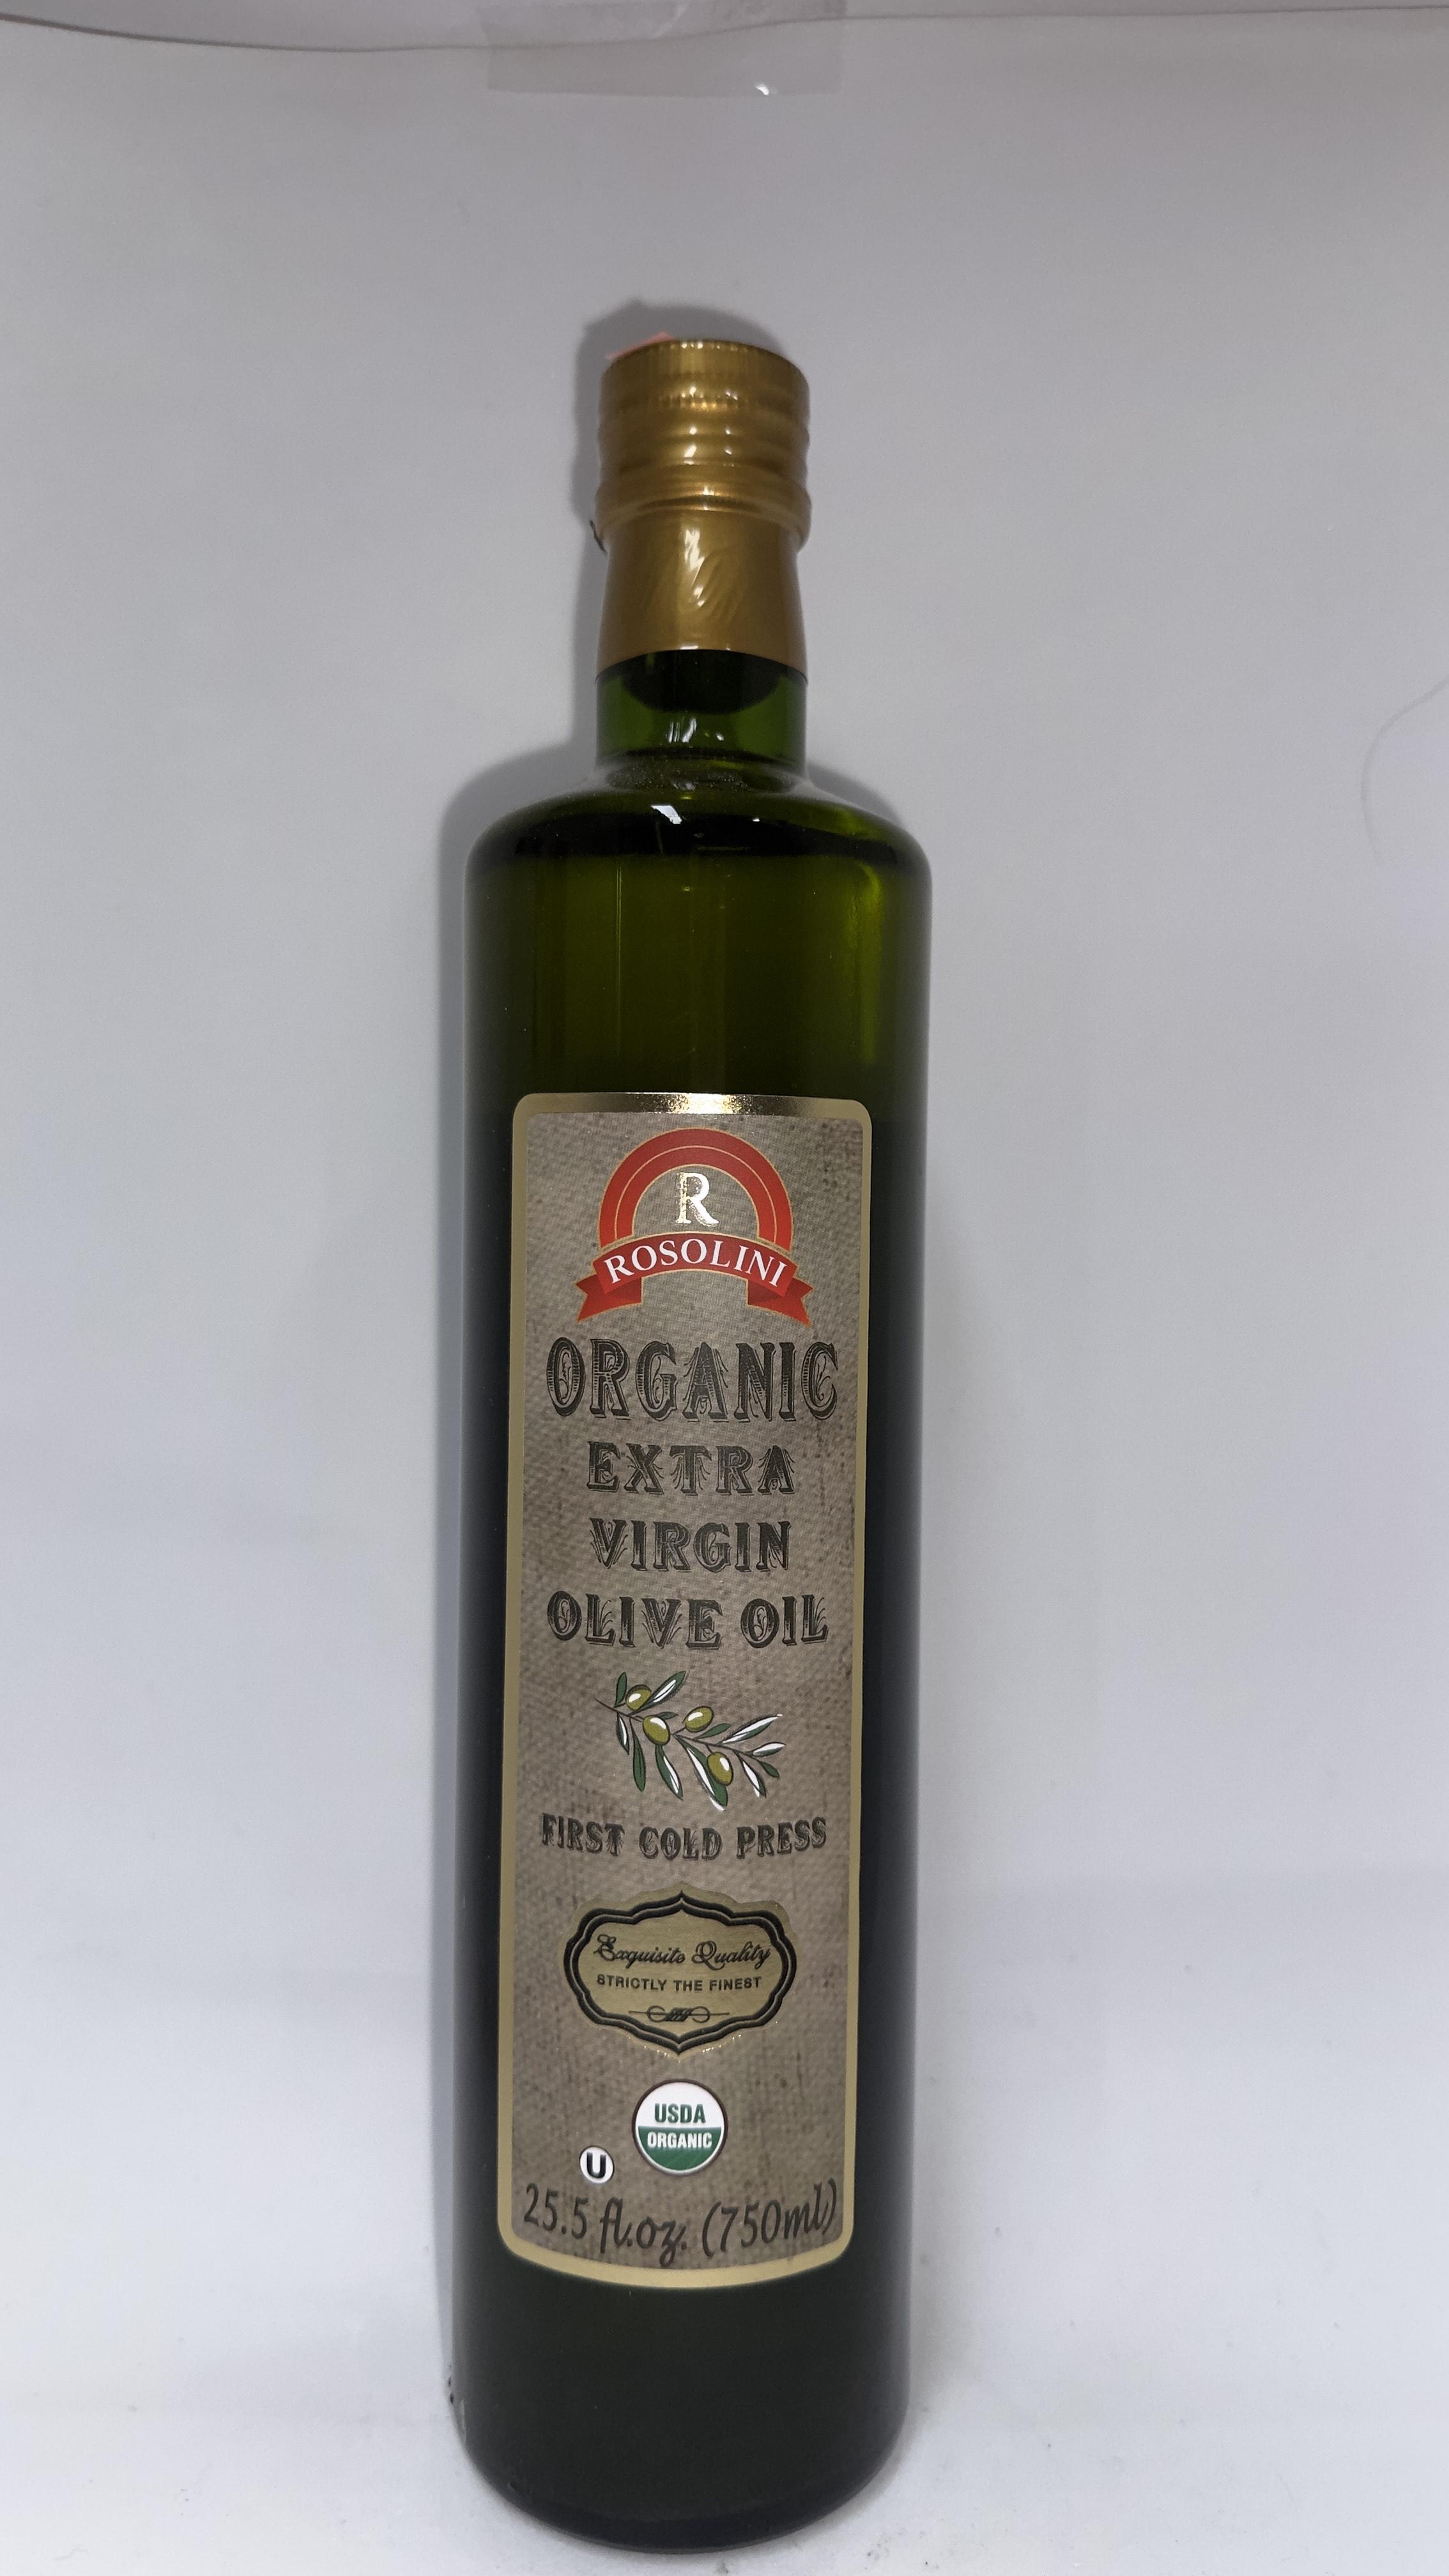 R
ROSOLINI
ORGANIC
EXTRA
VIRGIN
OLIVE OIL
FIRST COLD PRESS
Exquisite Quality
STRICTLY THE FINEST
USDA
ORGANIC
U
25.5 fl.oz. (750ml)